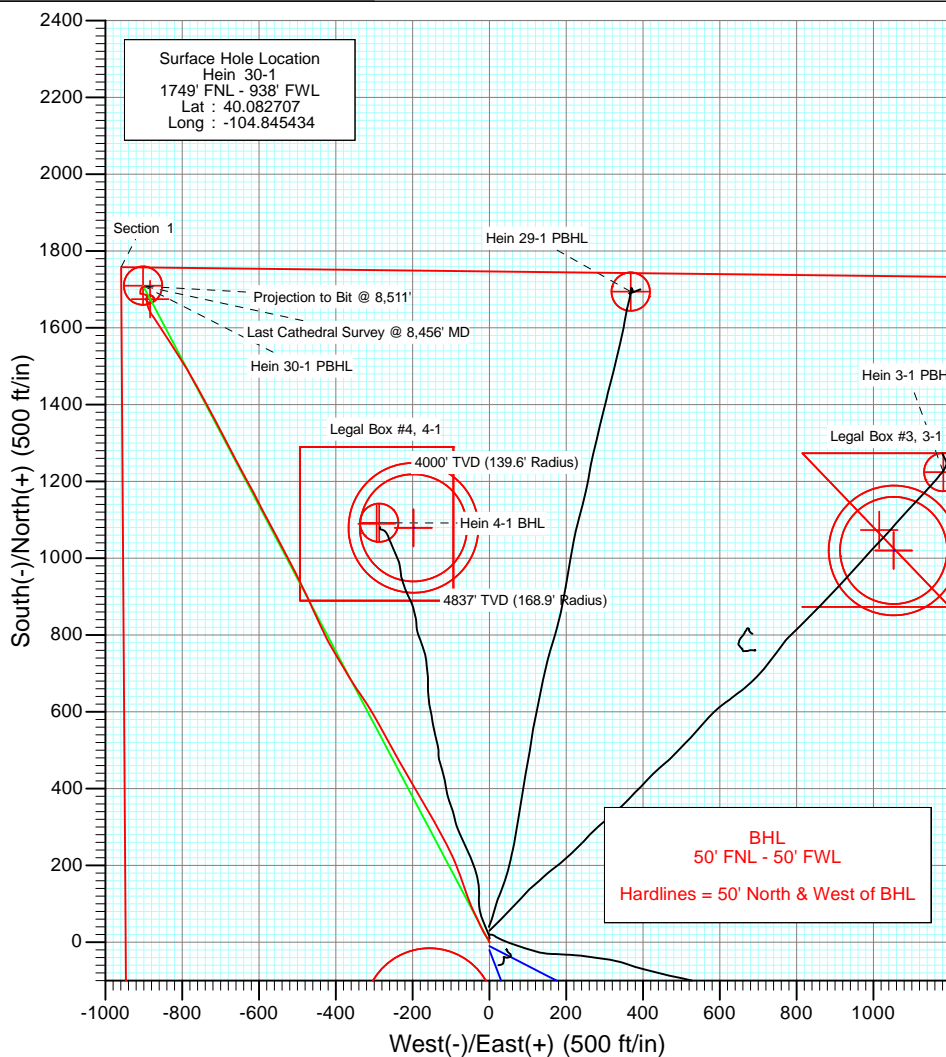 2400
2200
2000
1800
1600
1400
1200
1000
800
600
400
200
0
South(-)/North(+) (500 ft/in)
Surface Hole Location
Hein 30-1
1749' FNL - 938' FWL
Lat : 40.082707
Long : -104.845434
Section 1
Hein 29-1 PBHL
Projection to Bit @ 8,511'
Last Cathedral Survey @ 8,456' MD
Hein 30-1 PBHL
Hein 3-1 PBH
Legal Box #4, 4-1
Legal Box #3, 3-1
4000' TVD (139.6' Radius)
Hein 4-1 BHL
4837' TVD (168.9' Radius)
BHL
50' FNL - 50' FWL
Hardlines = 50' North & West of BHL
-1000 -800 -600 -400 -200 0 200 400 600 800 1000
West(-)/East(+) (500 ft/in)